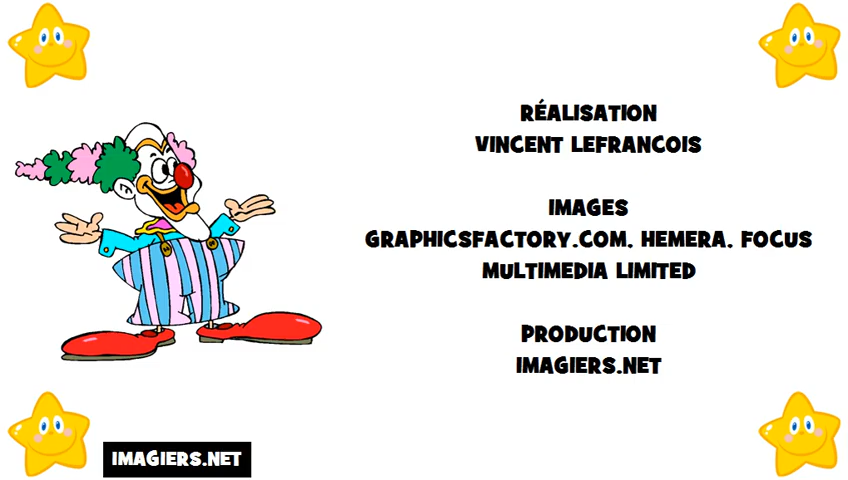 RÉALISATION
VINCENT LEFRANCOIS
IMAGES
GRAPHICSFACTORY.COM, HEMERA, FOCUS
MULTIMEDIA LIMITED
PRODUCTION
IMAGIERS.NET
IMAGIERS.NET